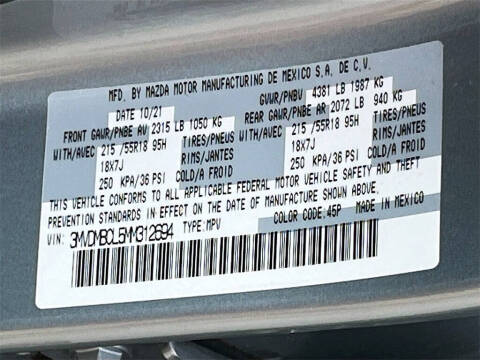 MFD. BY MAZDA MOTOR MANUFACTURING DE MEXICO S.A. DE C.V.
DATE 10/21 GVWR/PNBV 4381 LB 1987 KG
FRONT GAWR/PNBE AV 2315 LB 1050 KG REAR GAWR/PNBE AR 2072 LB 940 KG
WITH/AVEC 215 /55R18 95H TIRES/PNEUS WITH/AVEC 215 /55R18 95H TIRES/PNEUS
18X7J RIMS/JANTES 18X7J RIMS/JANTES
250 KPA/36 PSI COLD/A FROID 250 KPA/36 PSI COLD/A FROID
THIS VEHICLE CONFORMS TO ALL APPLICABLE FEDERAL MOTOR VEHICLE SAFETY AND THEFT
PREVENTION STANDARDS IN EFFECT ON THE DATE OF MANUFACTURE SHOWN ABOVE.
VIN: 3MVDMBCL5MM312694 TYPE: MPV COLOR CODE: 45P MADE IN MEXICO